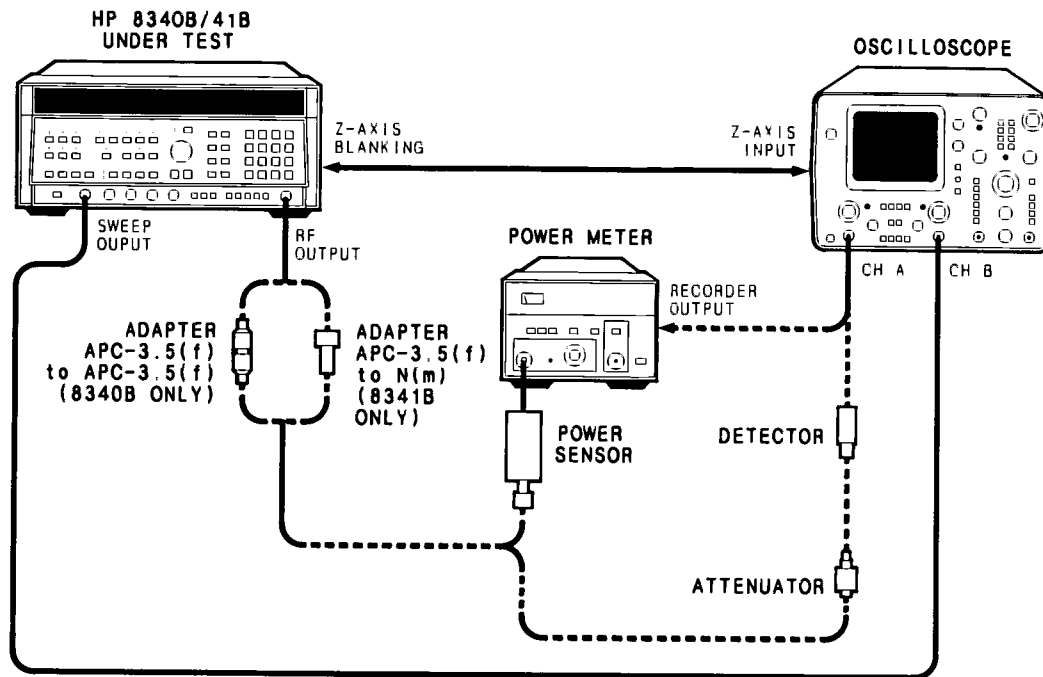 HP 8340B/41B
UNDER TEST
OSCILLOSCOPE
Z-AXIS
BLANKING
Z-AXIS
INPUT
SWEEP
OUPUT
RF
OUTPUT
POWER METER
CH A
CH B
RECORDER
OUTPUT
ADAPTER
APC-3.5(f)
to APC-3.5(f)
(8340B ONLY)
ADAPTER
APC-3.5(f)
to N(m)
(8341B
ONLY)
POWER
SENSOR
DETECTOR
ATTENUATOR